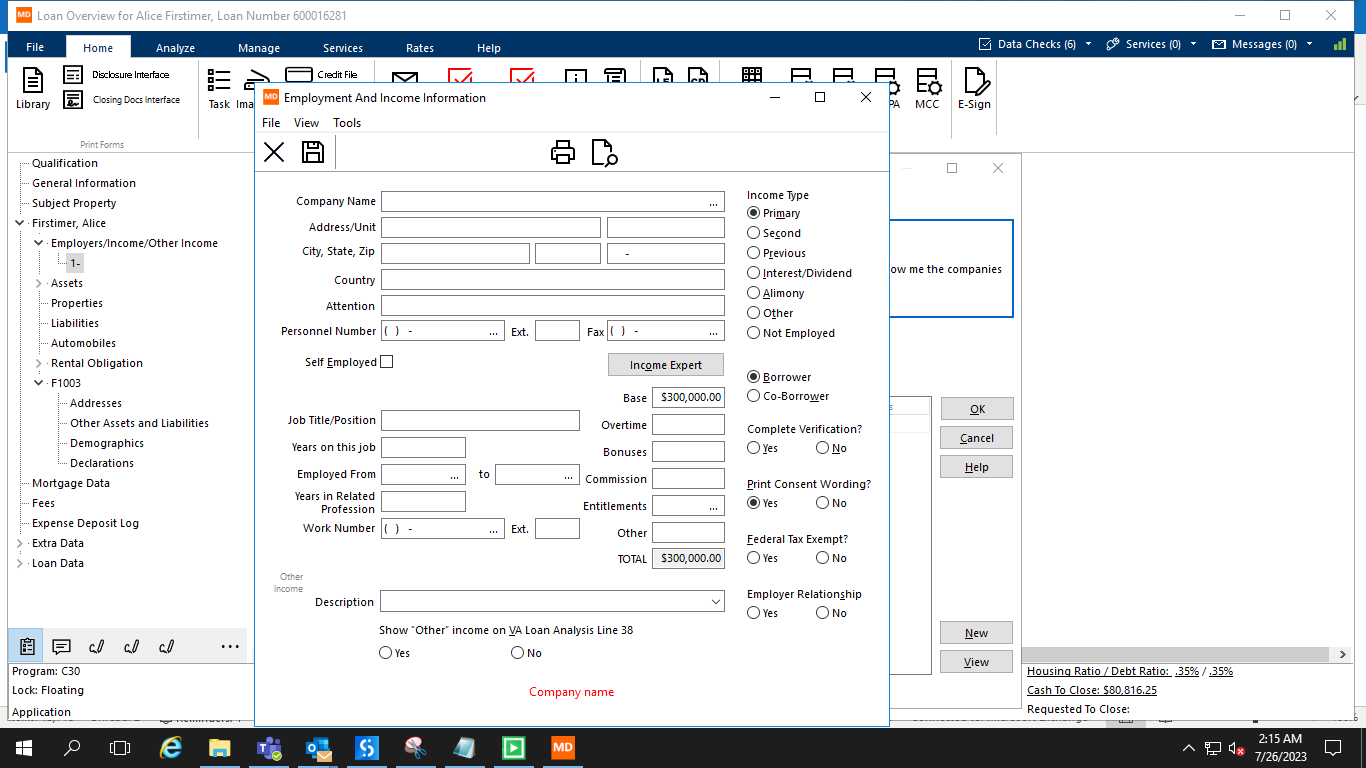 MD Loan Overview for Alice Firstimer, Loan Number 600016281
File Home Analyze Manage Services Rates Help Data Checks (6) Services (0) Messages (0)
Library
Disclosure Interface
Closing Docs Interface
Print Forms
Task
Credit File
MCC
E-Sign
Qualification
General Information
Subject Property
Firstimer, Alice
Employers/Income/Other Income
1-
Assets
Properties
Liabilities
Automobiles
Rental Obligation
F1003
Addresses
Other Assets and Liabilities
Demographics
Declarations
Mortgage Data
Fees
Expense Deposit Log
Extra Data
Loan Data
Program: C30
Lock: Floating
Application
MD Employment And Income Information
File View Tools
Company Name ...
Address/Unit
City, State, Zip -
Country
Attention
Personnel Number ( ) - ... Ext. Fax ( ) - ...
Self Employed
Income Expert
Base $300,000.00
Job Title/Position
Overtime
Years on this job
Bonuses
Employed From ... to ...
Commission
Years in Related
Profession
Entitlements ...
Work Number ( ) - ... Ext.
Other
TOTAL $300,000.00
Other
Income
Description
Show "Other" income on VA Loan Analysis Line 38
Yes No
Company name
Income Type
Primary
Second
Previous
Interest/Dividend
Alimony
Other
Not Employed
Borrower
Co-Borrower
Complete Verification?
Yes No
Print Consent Wording?
Yes No
Federal Tax Exempt?
Yes No
Employer Relationship
Yes No
ow me the companies
OK
Cancel
Help
New
View
Housing Ratio / Debt Ratio: .35% / .35%
Cash To Close: $80,816.25
Requested To Close:
MD
2:15 AM
7/26/2023